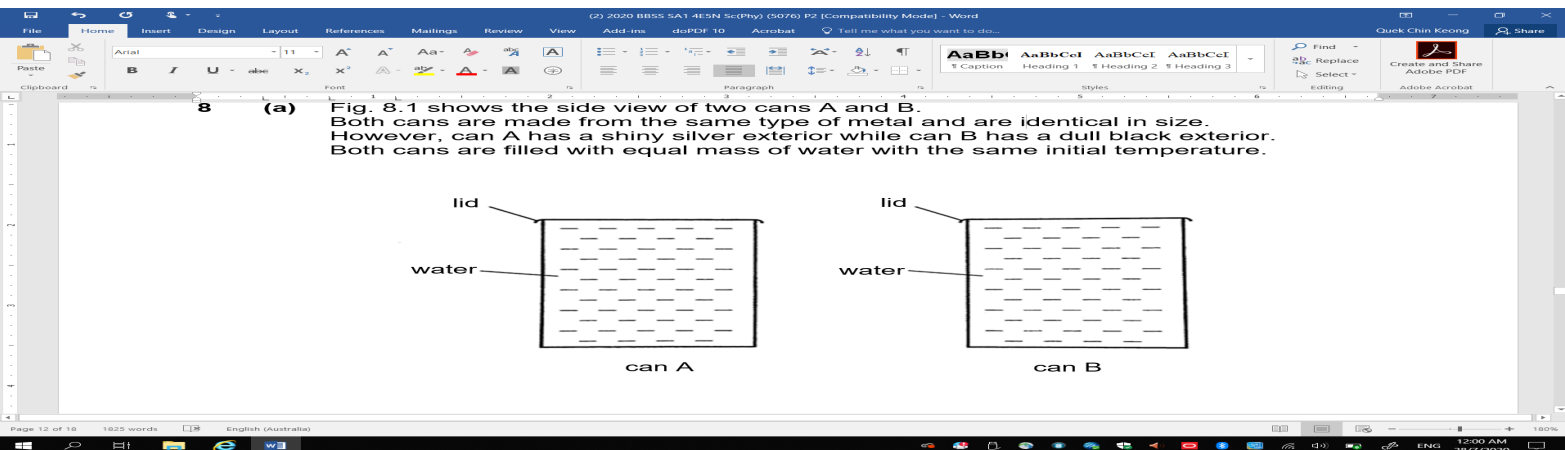 (2) 2020 BBSS SA1 4E5N Sc(Phy) (5076) P2 [Compatibility Mode] - Word
File Home Insert Design Layout References Mailings Review View Add-ins doPDF 10 Acrobat Tell me what you want to do... Quek Chin Keong Share
Paste
Arial 11
AaBb( AaBbCcI AaBbCcI AaBbCcI
¶ Caption Heading 1 ¶ Heading 2 ¶ Heading 3
Find
Replace
Select
Create and Share
Adobe PDF
Clipboard Font Paragraph Styles Editing Adobe Acrobat
8 (a) Fig. 8.1 shows the side view of two cans A and B.
Both cans are made from the same type of metal and are identical in size.
However, can A has a shiny silver exterior while can B has a dull black exterior.
Both cans are filled with equal mass of water with the same initial temperature.
lid lid
water water
can A can B
Page 12 of 18 1825 words English (Australia) 180%
ENG 12:00 AM